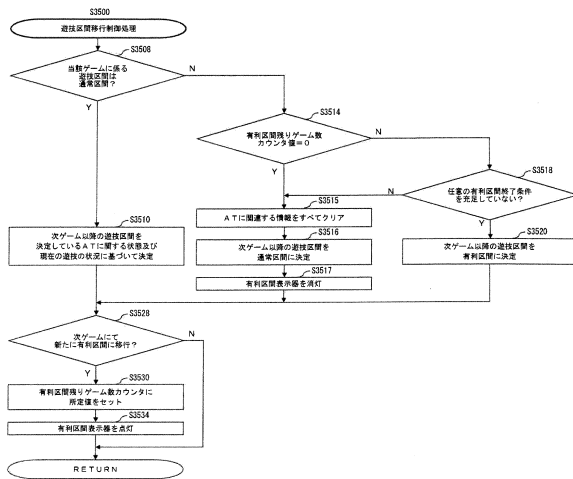 S3500
遊技区間移行制御処理
S3508
当該ゲームに係る
遊技区間は
通常区間？
N
Y
S3514
有利区間残りゲーム数
カウンタ値＝０
N
Y
S3518
任意の有利区間終了条件
を充足していない？
N
Y
S3515
ＡＴに関連する情報をすべてクリア
S3510
次ゲーム以降の遊技区間を
決定しているＡＴに関する状態及び
現在の遊技の状況に基づいて決定
S3516
次ゲーム以降の遊技区間を
通常区間に決定
S3520
次ゲーム以降の遊技区間を
有利区間に決定
S3517
有利区間表示器を消灯
S3528
次ゲームにて
新たに有利区間に移行？
N
Y
S3530
有利区間残りゲーム数カウンタに
所定値をセット
S3534
有利区間表示器を点灯
ＲＥＴＵＲＮ